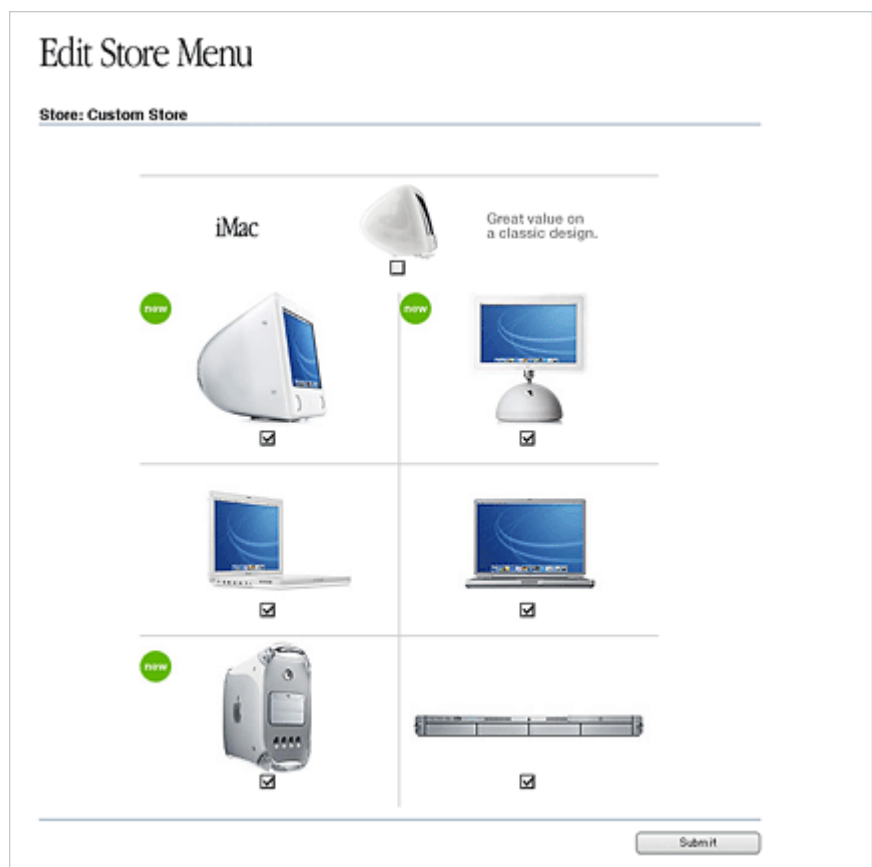 Edit Store Menu
Store: Custom Store
iMac
Great value on
a classic design.
new
new
new
Submit